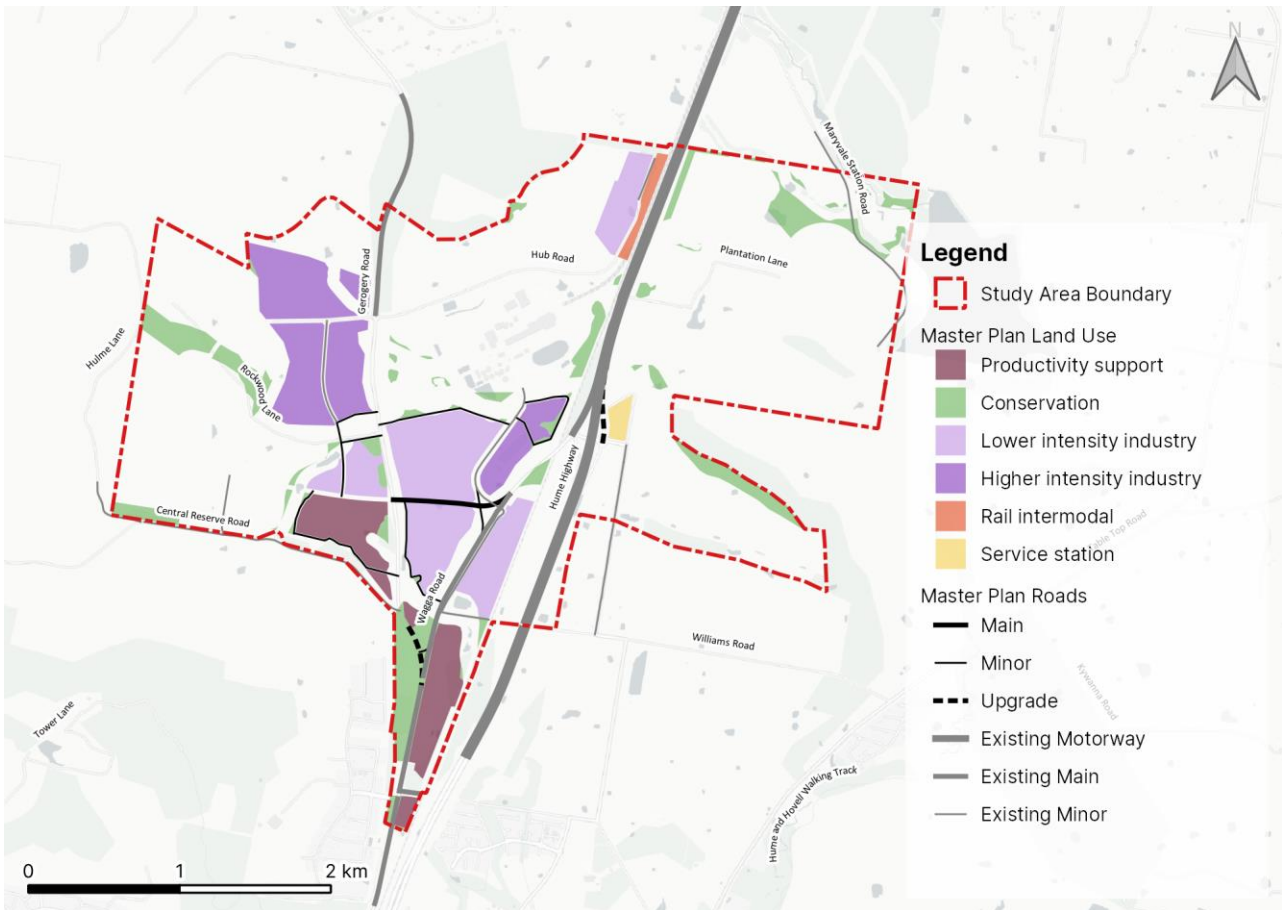 N
Maryvale Station Road
Hub Road
Plantation Lane
Gerogery Road
Hulme Lane
Rockwood Lane
Hume Highway
Central Reserve Road
Wagga Road
Williams Road
Table Top Road
Kywanna Road
Tower Lane
Hume and Hovell Walking Track
Legend
Study Area Boundary
Master Plan Land Use
Productivity support
Conservation
Lower intensity industry
Higher intensity industry
Rail intermodal
Service station
Master Plan Roads
Main
Minor
Upgrade
Existing Motorway
Existing Main
Existing Minor
0 1 2 km